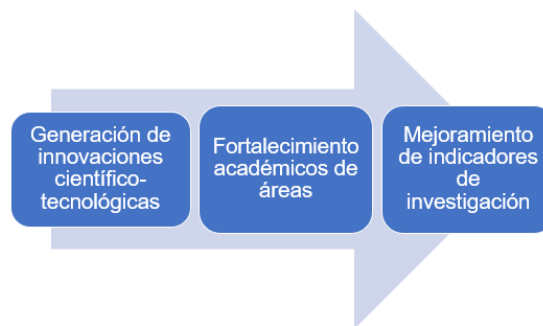 Generación de
innovaciones
científico-
tecnológicas
Fortalecimiento
académicos de
áreas
Mejoramiento
de indicadores
de
investigación